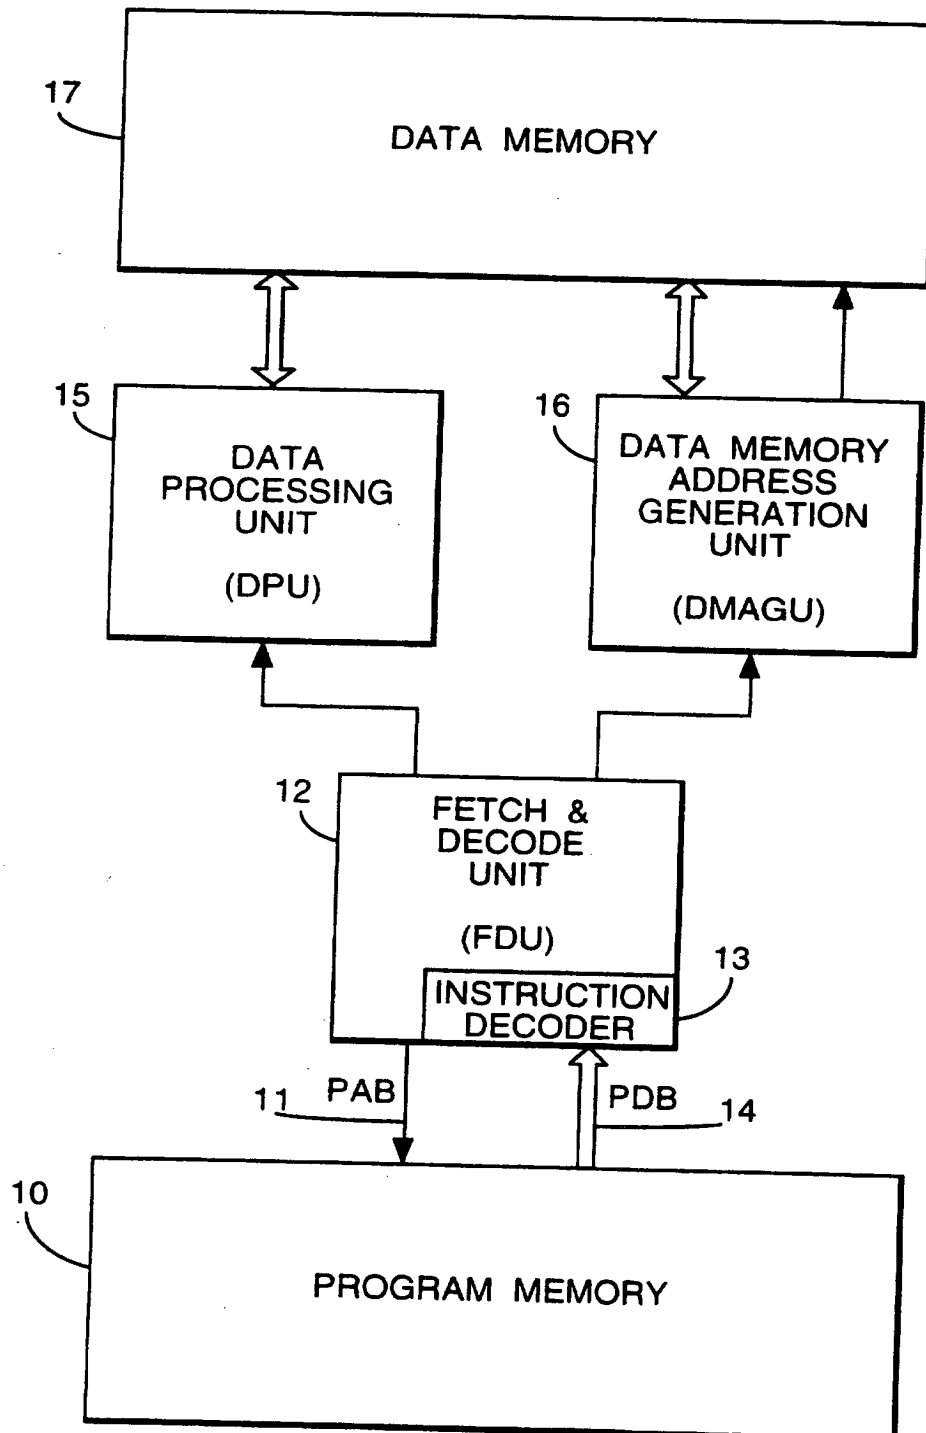 17
DATA MEMORY
15
DATA
PROCESSING
UNIT
(DPU)
16
DATA MEMORY
ADDRESS
GENERATION
UNIT
(DMAGU)
12
FETCH &
DECODE
UNIT
(FDU)
13
INSTRUCTION
DECODER
11
PAB
PDB
14
10
PROGRAM MEMORY